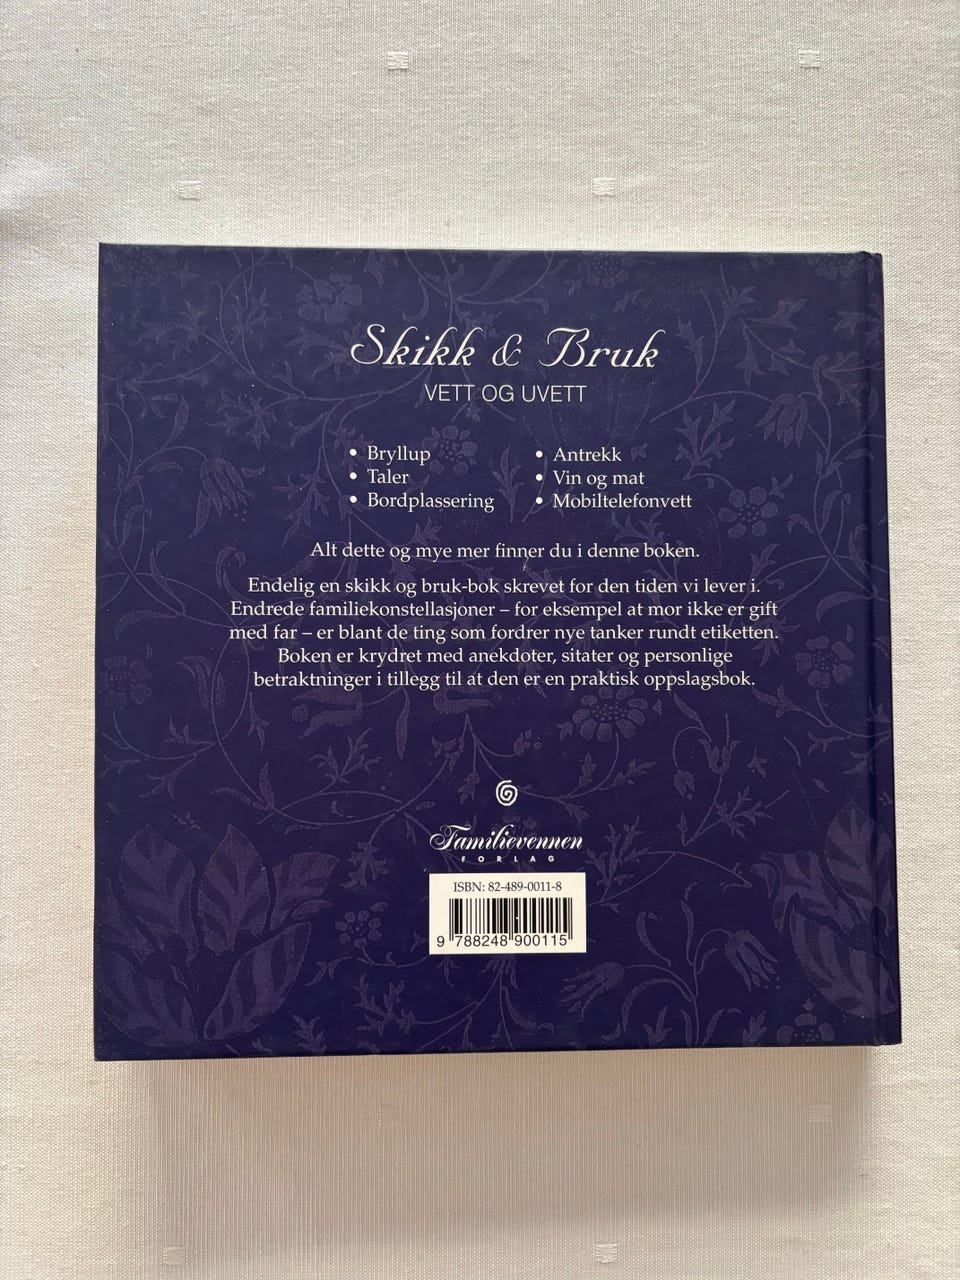 Skikk & Bruk
VETT OG UVETT
• Bryllup
• Taler
• Bordplassering
• Antrekk
• Vin og mat
• Mobiltelefonvett
Alt dette og mye mer finner du i denne boken.
Endelig en skikk og bruk-bok skrevet for den tiden vi lever i.
Endrede familiekonstellasjoner – for eksempel at mor ikke er gift
med far – er blant de ting som fordrer nye tanker rundt etiketten.
Boken er krydret med anekdoter, sitater og personlige
betraktninger i tillegg til at den er en praktisk oppslagsbok.
Familievennen
FORLAG
ISBN: 82-489-0011-8
9 788248 900115